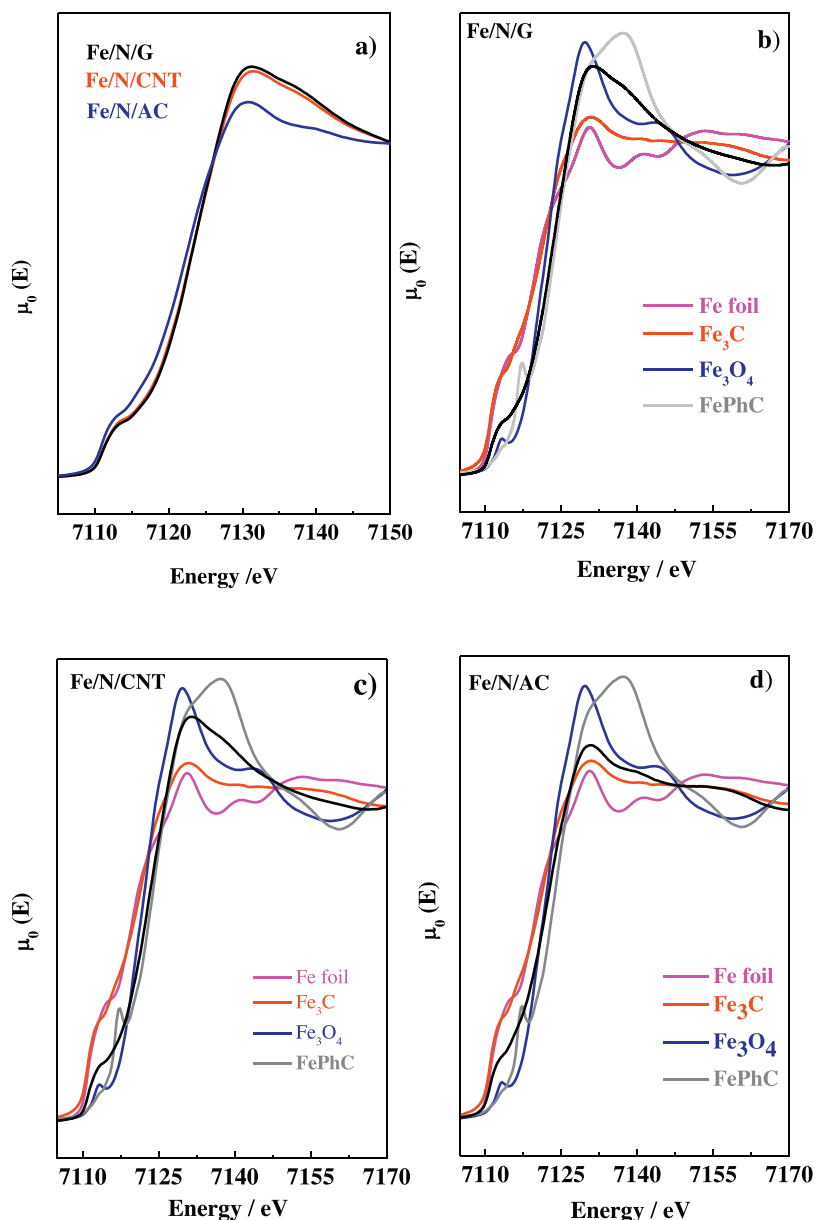 a)
Fe/N/G
Fe/N/CNT
Fe/N/AC
μ₀ (E)
7110 7120 7130 7140 7150
Energy /eV
Fe/N/G
b)
μ₀ (E)
Fe foil
Fe₃C
Fe₃O₄
FePhC
7110 7125 7140 7155 7170
Energy / eV
Fe/N/CNT
c)
μ₀ (E)
Fe foil
Fe₃C
Fe₃O₄
FePhC
7110 7125 7140 7155 7170
Energy / eV
Fe/N/AC
d)
μ₀ (E)
Fe foil
Fe₃C
Fe₃O₄
FePhC
7110 7125 7140 7155 7170
Energy / eV